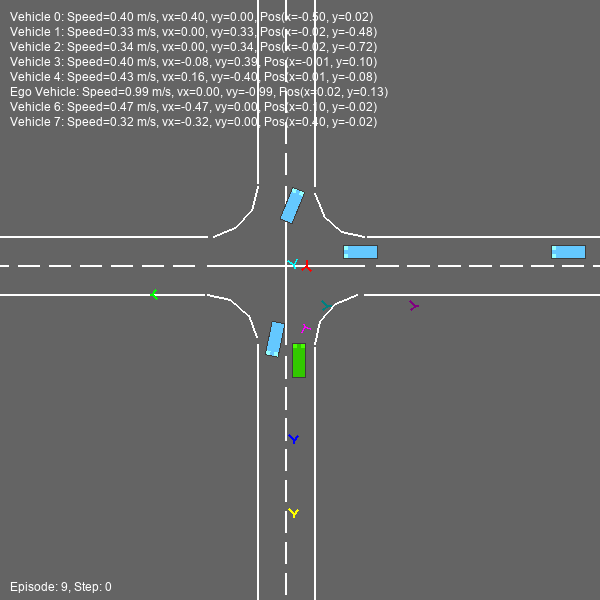 Vehicle 0: Speed=0.40 m/s, vx=0.40, vy=0.00, Pos(x=-0.50, y=0.02)
Vehicle 1: Speed=0.33 m/s, vx=0.00, vy=0.33, Pos(x=-0.02, y=-0.48)
Vehicle 2: Speed=0.34 m/s, vx=0.00, vy=0.34, Pos(x=-0.02, y=-0.72)
Vehicle 3: Speed=0.40 m/s, vx=-0.08, vy=0.39, Pos(x=-0.01, y=0.10)
Vehicle 4: Speed=0.43 m/s, vx=0.16, vy=-0.40, Pos(x=0.01, y=-0.08)
Ego Vehicle: Speed=0.99 m/s, vx=0.00, vy=-0.99, Pos(x=0.02, y=0.13)
Vehicle 6: Speed=0.47 m/s, vx=-0.47, vy=0.00, Pos(x=0.10, y=-0.02)
Vehicle 7: Speed=0.32 m/s, vx=-0.32, vy=0.00, Pos(x=0.40, y=-0.02)
Episode: 9, Step: 0